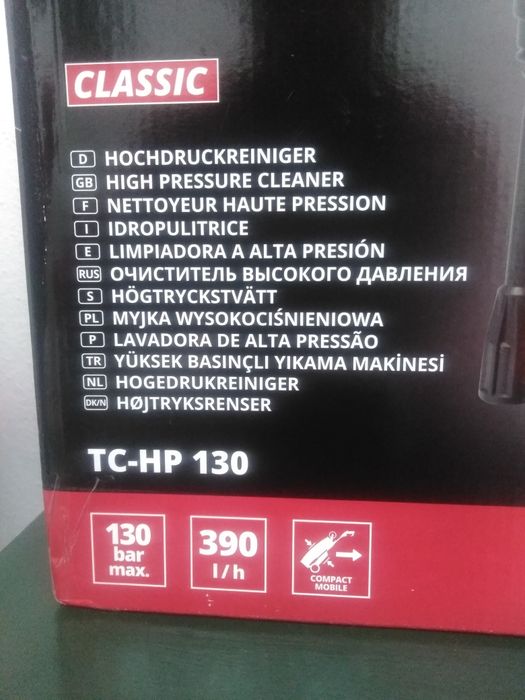 CLASSIC
D HOCHDRUCKREINIGER
GB HIGH PRESSURE CLEANER
F NETTOYEUR HAUTE PRESSION
I IDROPULITRICE
E LIMPIADORA A ALTA PRESIÓN
RUS ОЧИСТИТЕЛЬ ВЫСОКОГО ДАВЛЕНИЯ
S HÖGTRYCKSTVÄTT
PL MYJKA WYSOKOCIŚNIENIOWA
P LAVADORA DE ALTA PRESSÃO
TR YÜKSEK BASINÇLI YIKAMA MAKİNESİ
NL HOGEDRUKREINIGER
DK/N HØJTRYKSRENSER
TC-HP 130
130
bar
max.
390
l/h
COMPACT
MOBILE